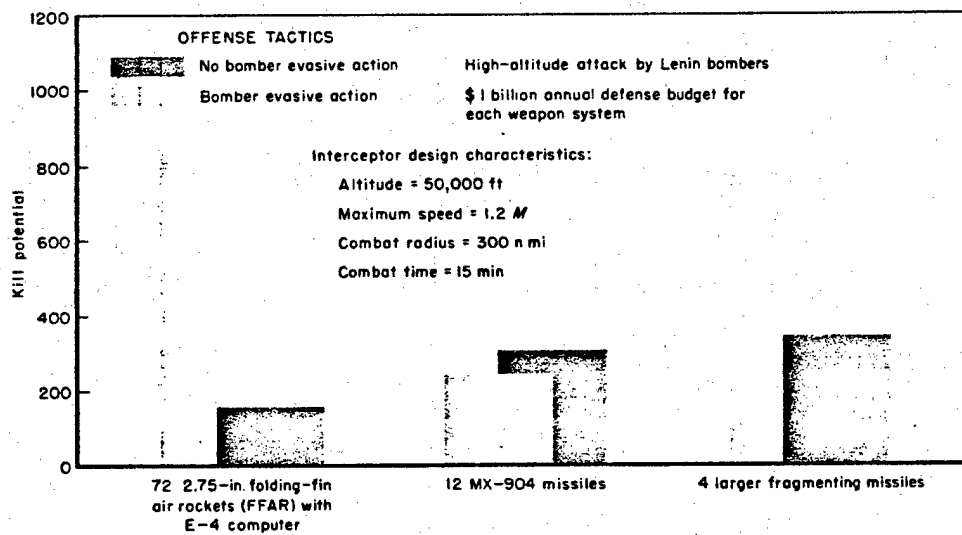 1200
1000
800
600
400
200
0
Kill potential
OFFENSE TACTICS
No bomber evasive action
Bomber evasive action
High-altitude attack by Lenin bombers
$1 billion annual defense budget for
each weapon system
Interceptor design characteristics:
Altitude = 50,000 ft
Maximum speed = 1.2 M
Combat radius = 300 n mi
Combat time = 15 min
72 2.75-in. folding-fin
air rockets (FFAR) with
E-4 computer
12 MX-904 missiles
4 larger fragmenting missiles